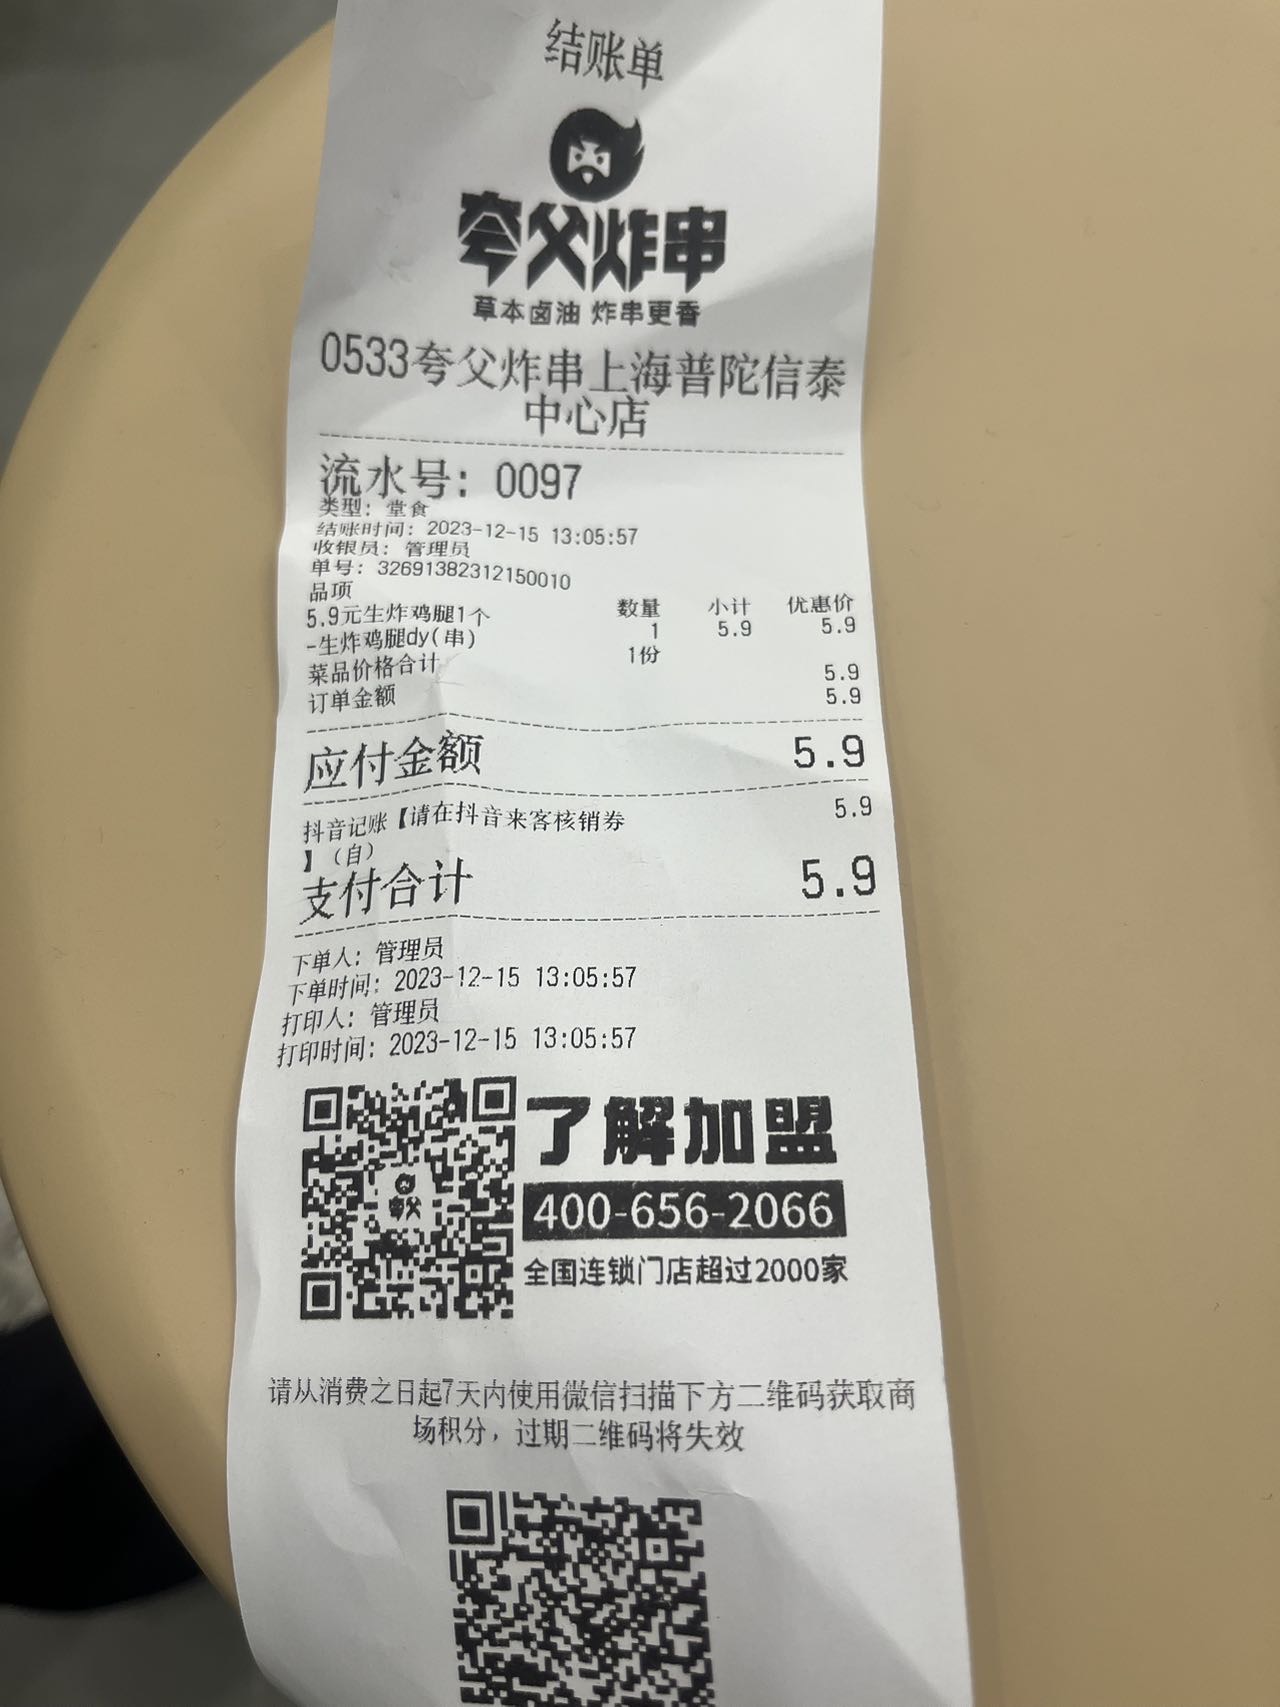 结账单
夸父炸串
草本卤油 炸串更香
0533夸父炸串上海普陀信泰
中心店
流水号: 0097
类型: 堂食
结账时间: 2023-12-15 13:05:57
收银员: 管理员
单号: 32691382312150010
品项 数量 小计 优惠价
5.9元生炸鸡腿1个 1 5.9 5.9
-生炸鸡腿dy(串) 1份
菜品价格合计 5.9
订单金额 5.9
应付金额 5.9
抖音记账【请在抖音来客核销券 5.9
】(自)
支付合计 5.9
下单人: 管理员
下单时间: 2023-12-15 13:05:57
打印人: 管理员
打印时间: 2023-12-15 13:05:57
夸父
了解加盟
400-656-2066
全国连锁门店超过2000家
请从消费之日起7天内使用微信扫描下方二维码获取商
场积分，过期二维码将失效